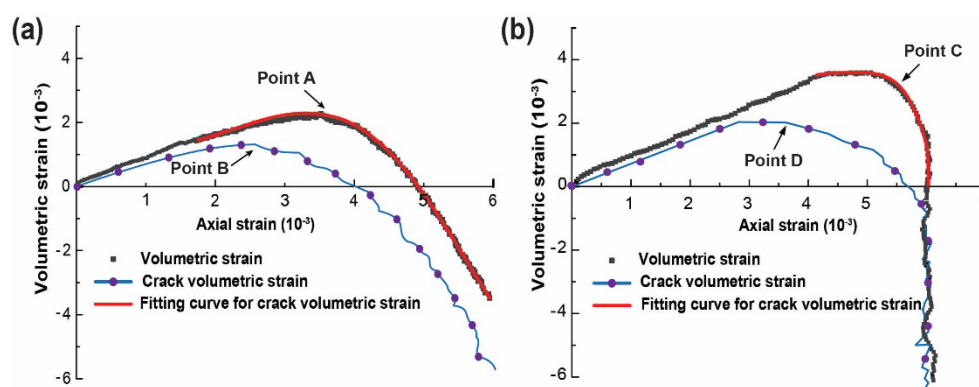 (a)
Volumetric strain (10⁻³)
4
2
0
-2
-4
-6
1
2
3
4
5
6
Axial strain (10⁻³)
Point A
Point B
Volumetric strain
Crack volumetric strain
Fitting curve for crack volumetric strain
(b)
Volumetric strain (10⁻³)
4
2
0
-2
-4
-6
1
2
3
4
5
6
Axial strain (10⁻³)
Point C
Point D
Volumetric strain
Crack volumetric strain
Fitting curve for crack volumetric strain